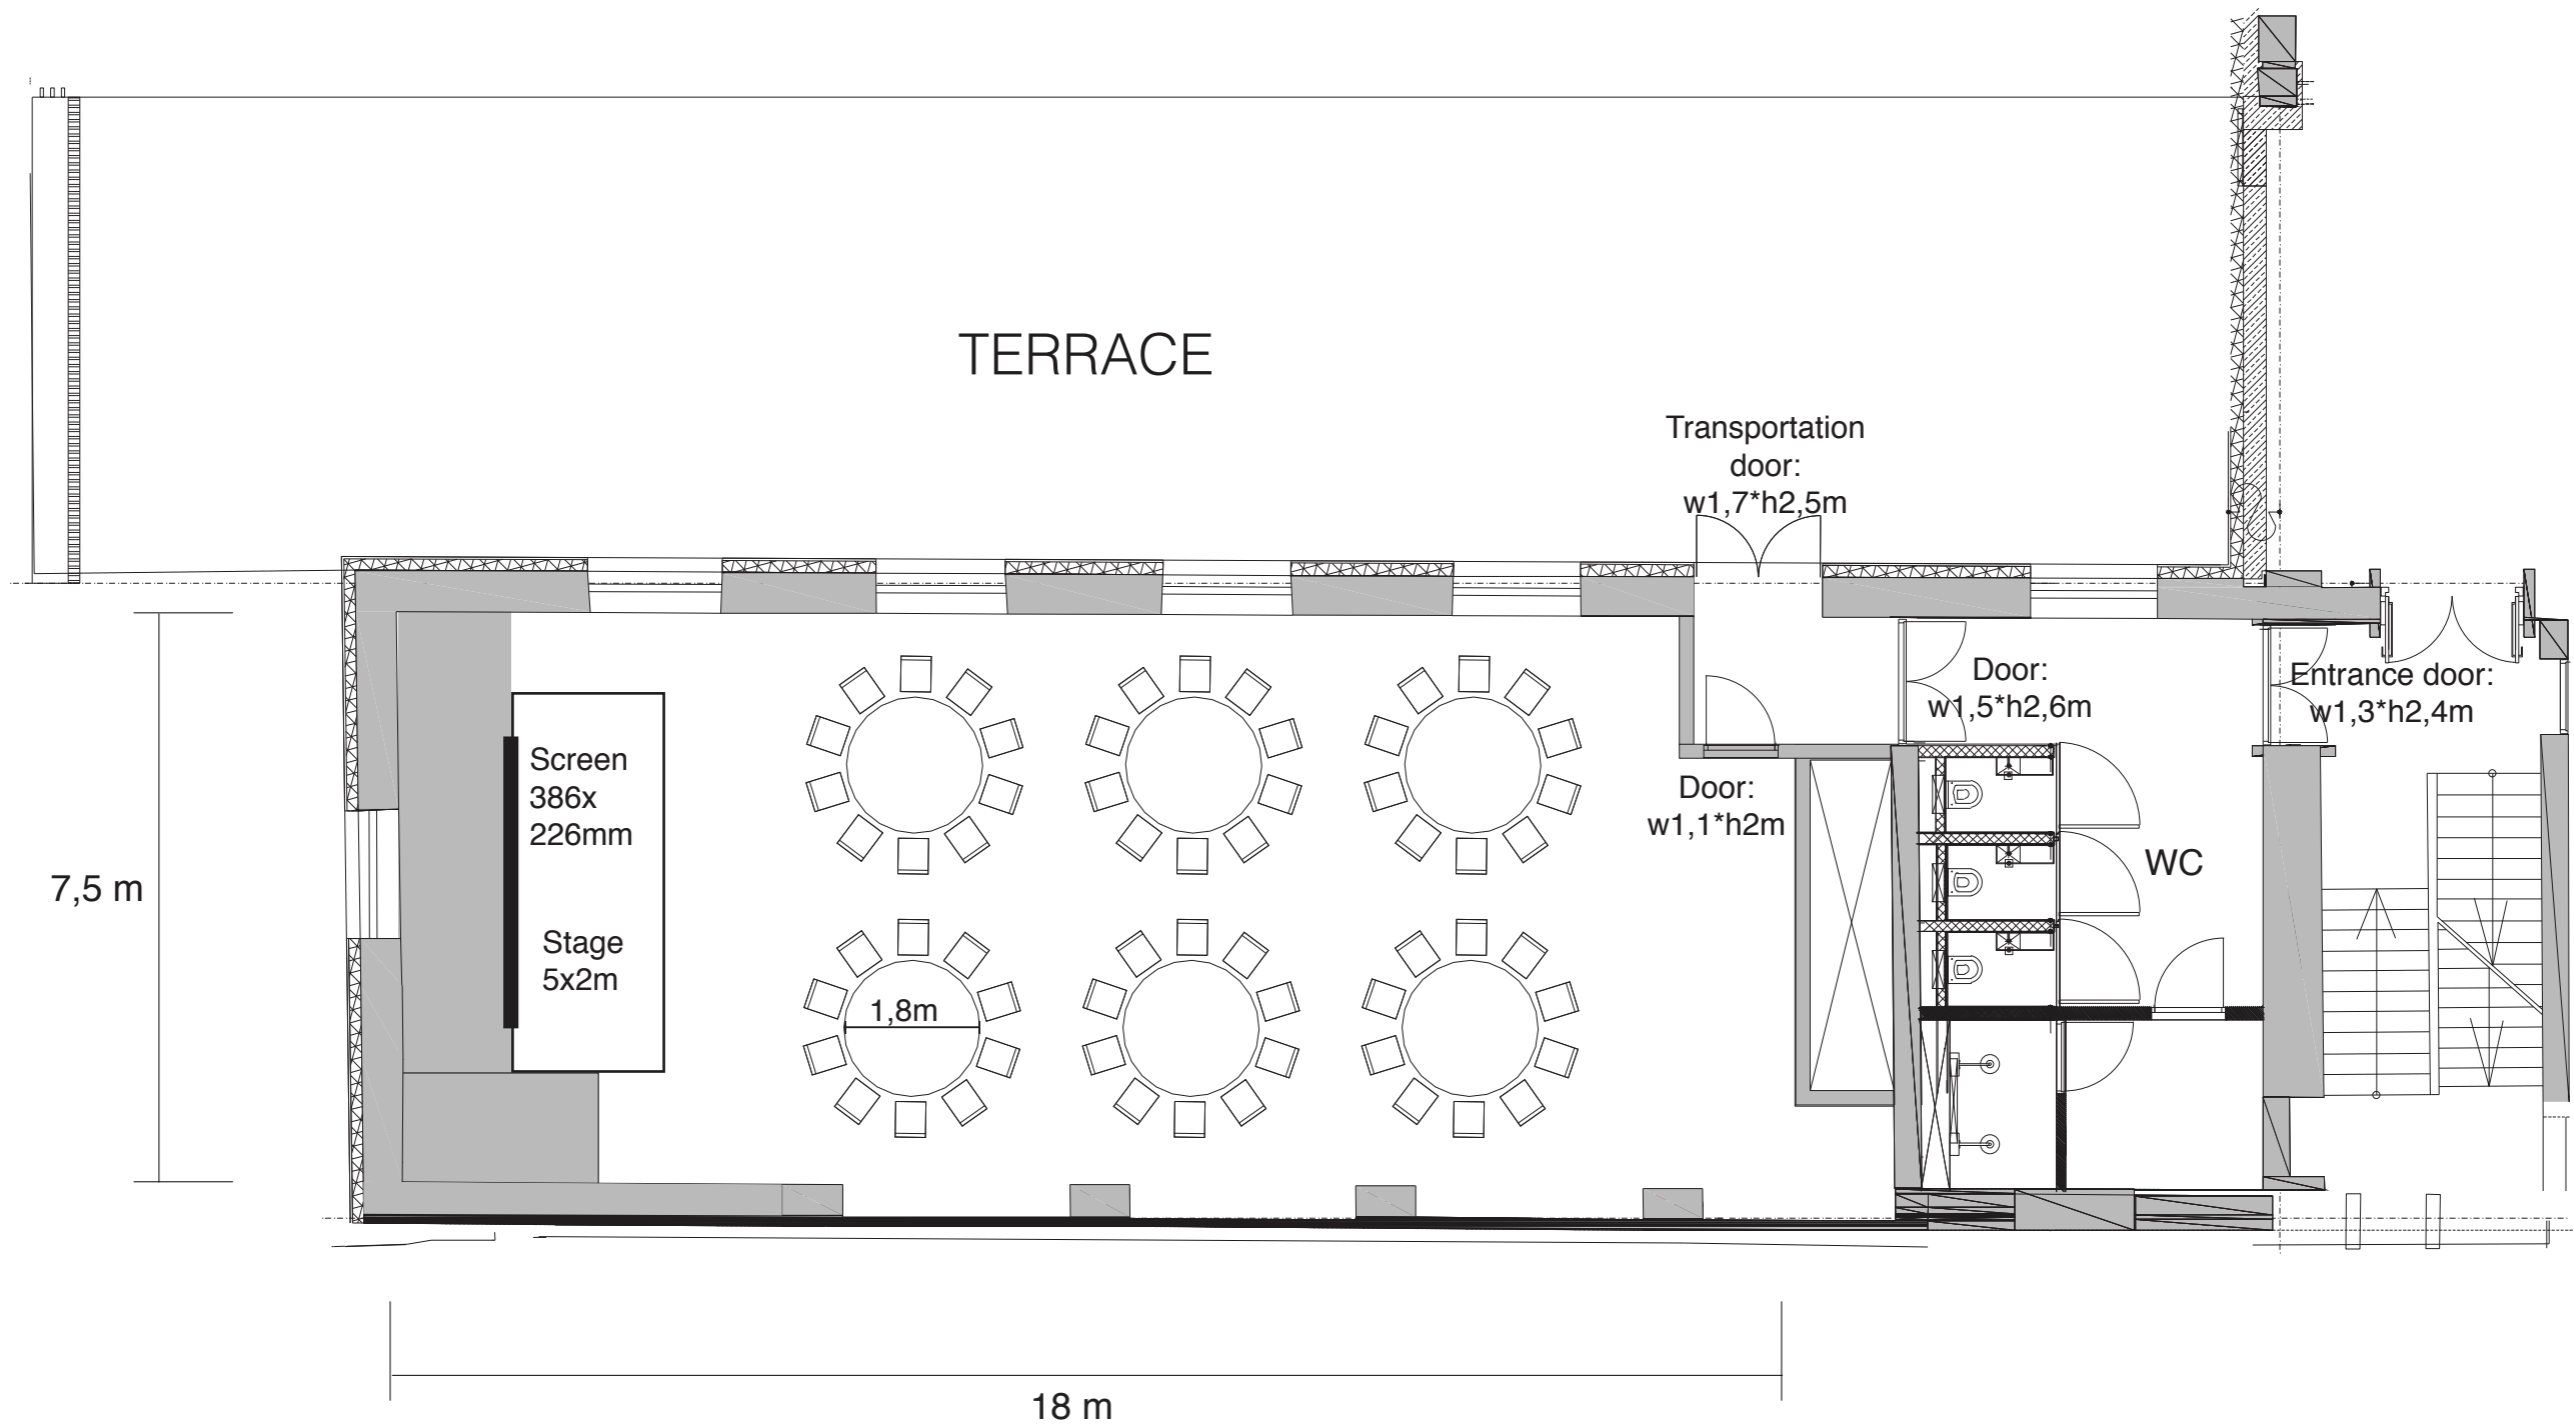 TERRACE
Transportation
door:
w1,7*h2,5m
Door:
w1,5*h2,6m
Entrance door:
w1,3*h2,4m
Screen
386x
226mm
Door:
w1,1*h2m
WC
7,5 m
Stage
5x2m
1,8m
18 m